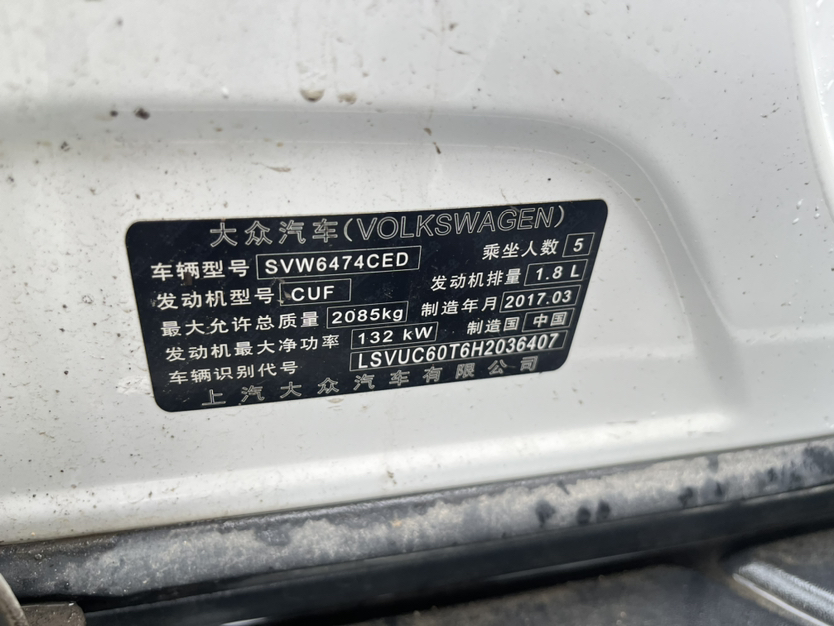 大众汽车(VOLKSWAGEN)
车辆型号 SVW6474CED 乘坐人数 5
发动机型号 CUF 发动机排量 1.8 L
最大允许总质量 2085kg 制造年月 2017.03
发动机最大净功率 132 kW 制造国 中国
车辆识别代号 LSVUC60T6H2036407
上汽大众汽车有限公司